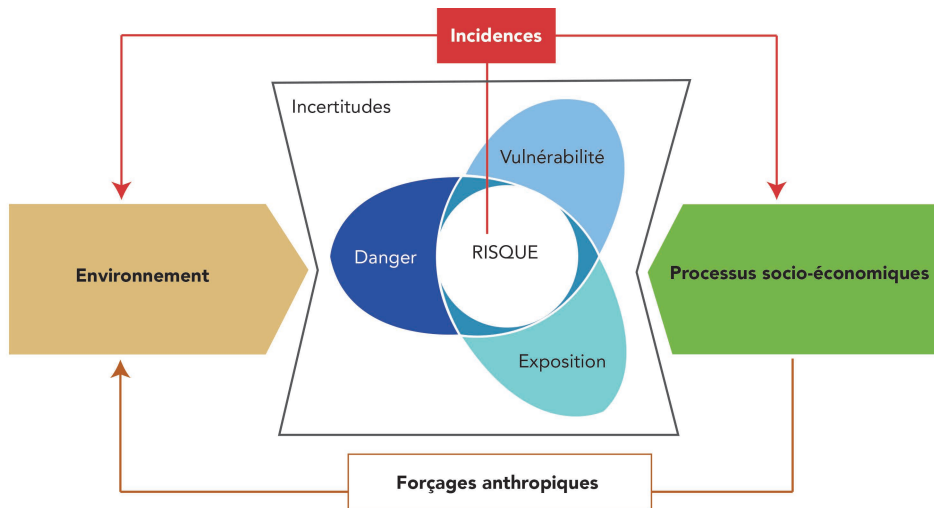 Incidences
Incertitudes
Vulnérabilité
Danger
RISQUE
Environnement
Processus socio-économiques
Exposition
Forçages anthropiques